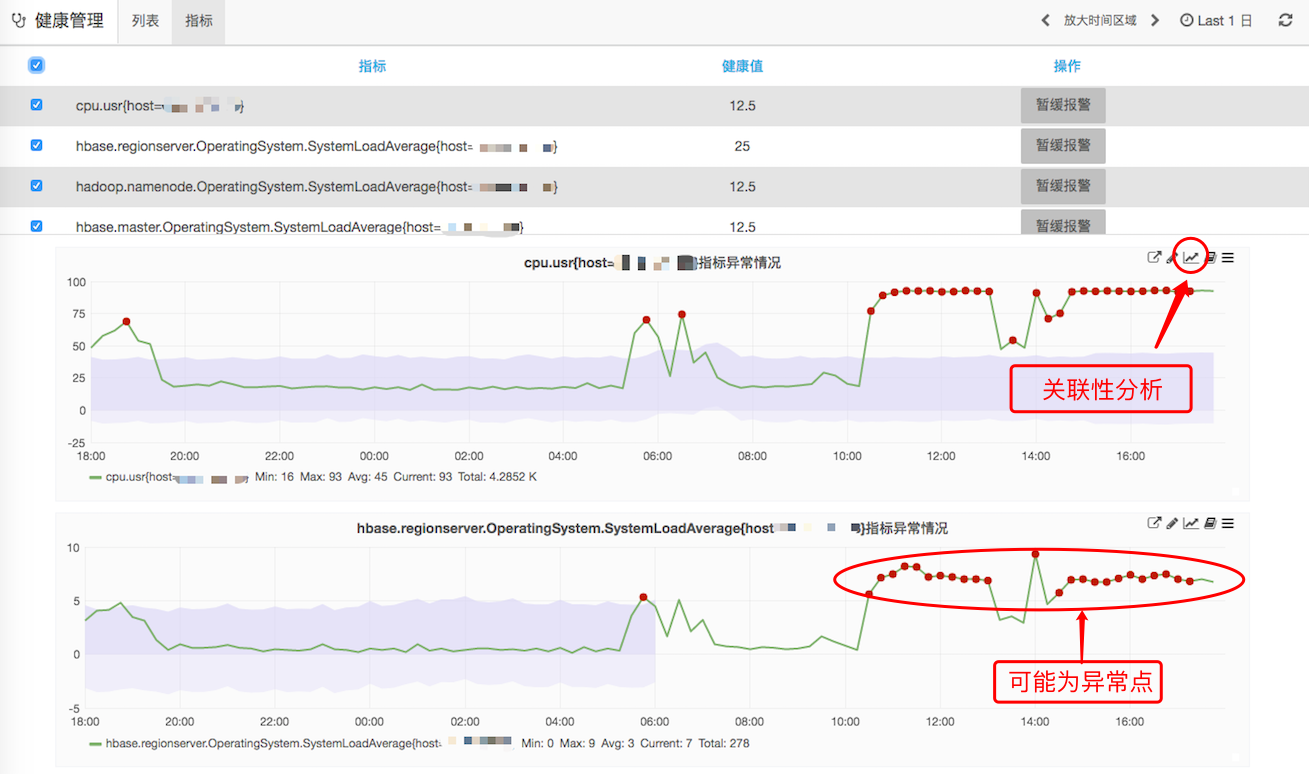 健康管理 列表 指标 放大时间区域 Last 1 日
指标 健康值 操作
cpu.usr{host= } 12.5 暂缓报警
hbase.regionserver.OperatingSystem.SystemLoadAverage{host= } 25 暂缓报警
hadoop.namenode.OperatingSystem.SystemLoadAverage{host= } 12.5 暂缓报警
hbase.master.OperatingSystem.SystemLoadAverage{host= } 12.5 暂缓报警
cpu.usr{host= }指标异常情况
100
75
50
25
0
-25
关联性分析
18:00 20:00 22:00 00:00 02:00 04:00 06:00 08:00 10:00 12:00 14:00 16:00
cpu.usr{host= } Min: 16 Max: 93 Avg: 45 Current: 93 Total: 4.2852 K
hbase.regionserver.OperatingSystem.SystemLoadAverage{host }指标异常情况
10
5
0
-5
可能为异常点
18:00 20:00 22:00 00:00 02:00 04:00 06:00 08:00 10:00 12:00 14:00 16:00
hbase.regionserver.OperatingSystem.SystemLoadAverage{host- Min: 0 Max: 9 Avg: 3 Current: 7 Total: 278